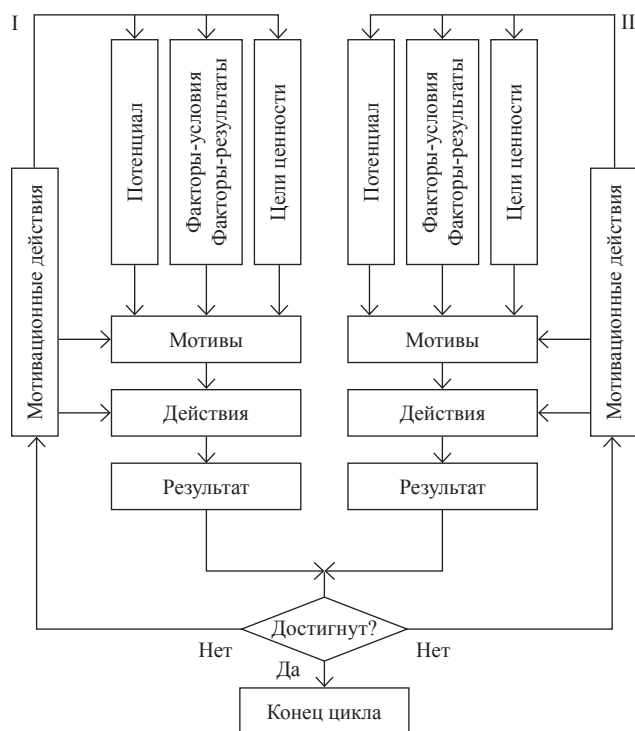 I
II
Потенциал
Факторы-условия
Факторы-результаты
Цели ценности
Потенциал
Факторы-условия
Факторы-результаты
Цели ценности
Мотивационные действия
Мотивационные действия
Мотивы
Мотивы
Действия
Действия
Результат
Результат
Достигнут?
Нет
Нет
Да
Конец цикла